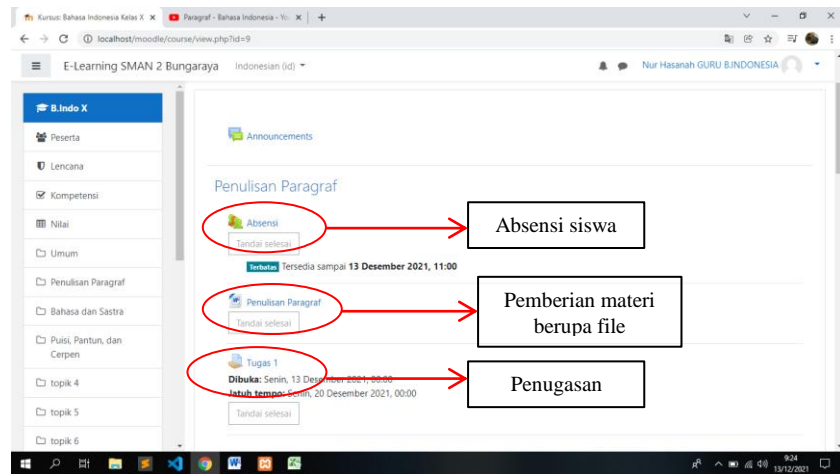 Kursus: Bahasa Indonesia Kelas X
Paragraf - Bahasa Indonesia - Yo
localhost/moodle/course/view.php?id=9
E-Learning SMAN 2 Bungaraya
Indonesian (id)
Nur Hasanah GURU B.INDONESIA
B.Indo X
Peserta
Lencana
Kompetensi
Nilai
Umum
Penulisan Paragraf
Bahasa dan Sastra
Puisi, Pantun, dan
Cerpen
topik 4
topik 5
topik 6
Announcements
Penulisan Paragraf
Absensi
Tandai selesai
Terbatas Tersedia sampai 13 Desember 2021, 11:00
Penulisan Paragraf
Tandai selesai
Tugas 1
Dibuka: Senin, 13 Desember 2021, 00:00
Jatuh tempo: Senin, 20 Desember 2021, 00:00
Tandai selesai
Absensi siswa
Pemberian materi
berupa file
Penugasan
9:24
13/12/2021